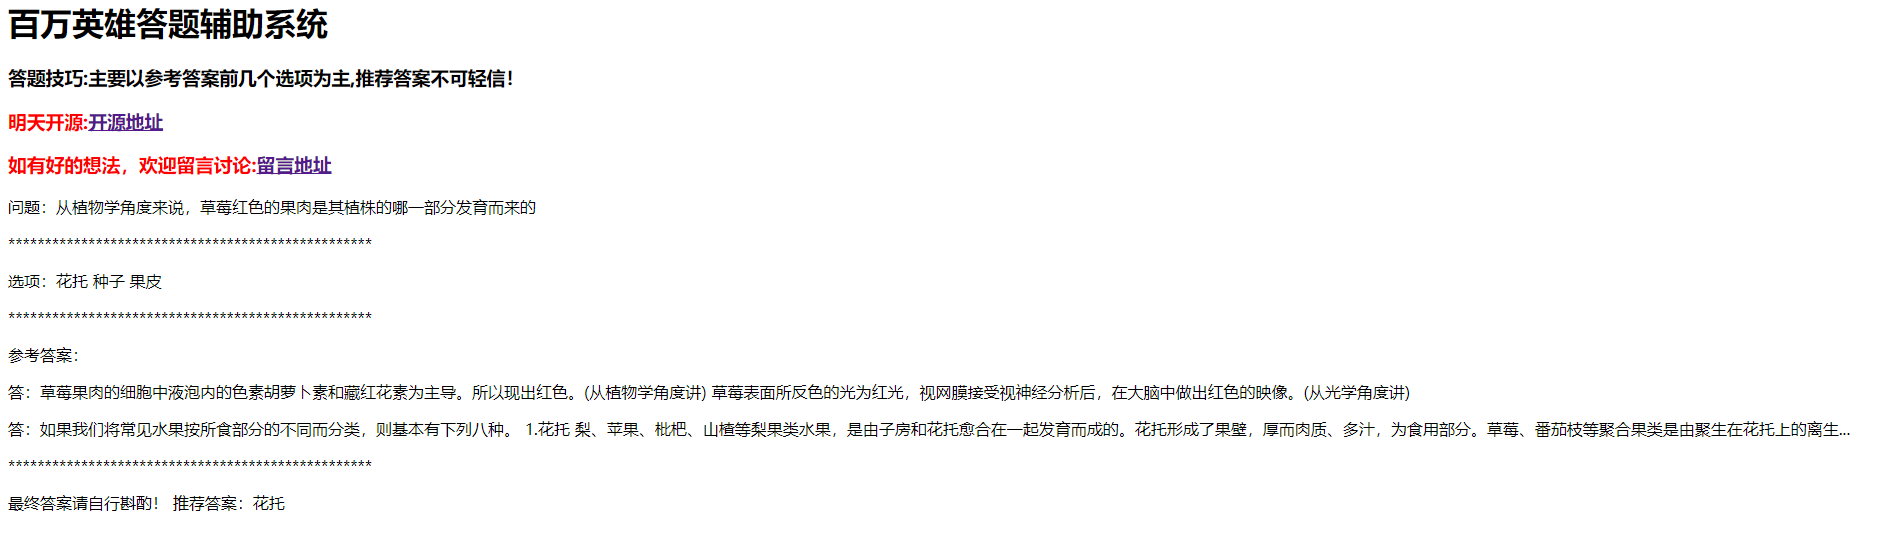 百万英雄答题辅助系统
答题技巧:主要以参考答案前几个选项为主,推荐答案不可轻信！
明天开源:开源地址
如有好的想法，欢迎留言讨论:留言地址
问题：从植物学角度来说，草莓红色的果肉是其植株的哪一部分发育而来的
**************************************************
选项：花托 种子 果皮
**************************************************
参考答案：
答：草莓果肉的细胞中液泡内的色素胡萝卜素和藏红花素为主导。所以现出红色。(从植物学角度讲) 草莓表面所反色的光为红光，视网膜接受视神经分析后，在大脑中做出红色的映像。(从光学角度讲)
答：如果我们将常见水果按所食部分的不同而分类，则基本有下列八种。 1.花托 梨、苹果、枇杷、山楂等梨果类水果，是由子房和花托愈合在一起发育而成的。花托形成了果壁，厚而肉质、多汁，为食用部分。草莓、番茄枝等聚合果类是由聚生在花托上的离生...
**************************************************
最终答案请自行斟酌！ 推荐答案：花托